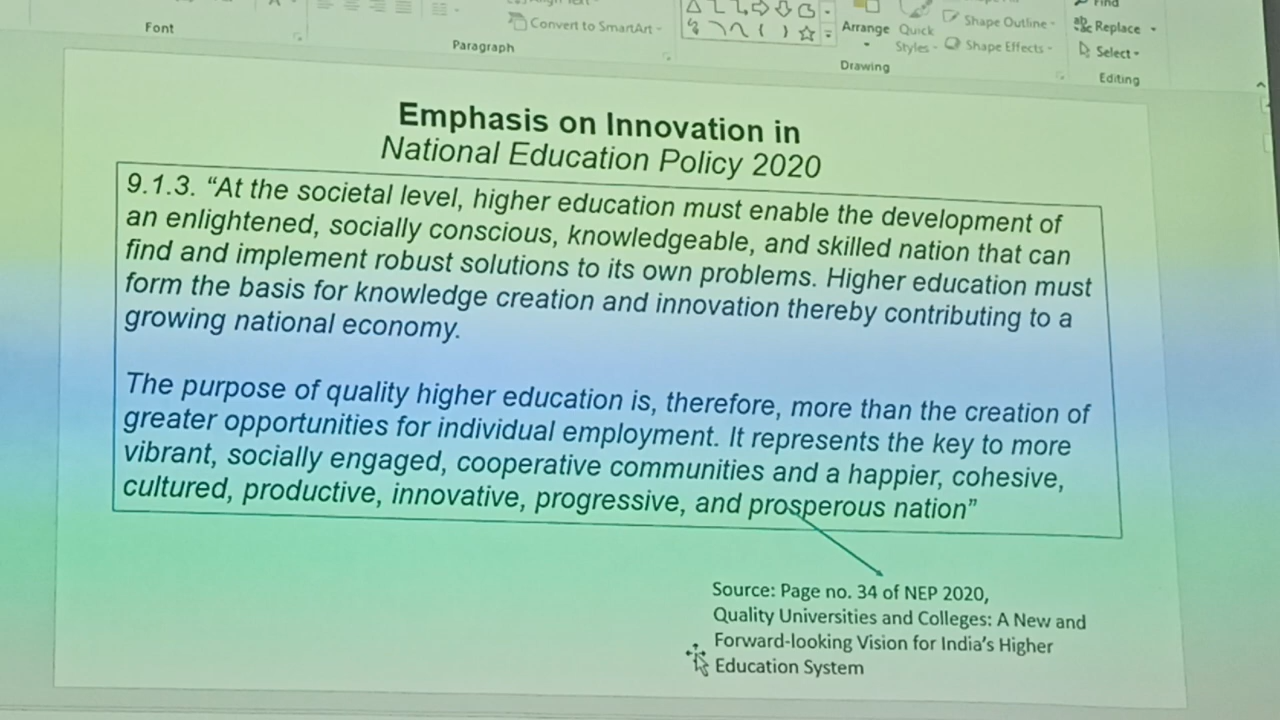 Font
Convert to SmartArt
Paragraph
Arrange
Quick
Styles
Shape Outline
Shape Effects
Drawing
Find
Replace
Select
Editing
Emphasis on Innovation in
National Education Policy 2020
9.1.3. “At the societal level, higher education must enable the development of
an enlightened, socially conscious, knowledgeable, and skilled nation that can
find and implement robust solutions to its own problems. Higher education must
form the basis for knowledge creation and innovation thereby contributing to a
growing national economy.
The purpose of quality higher education is, therefore, more than the creation of
greater opportunities for individual employment. It represents the key to more
vibrant, socially engaged, cooperative communities and a happier, cohesive,
cultured, productive, innovative, progressive, and prosperous nation”
Source: Page no. 34 of NEP 2020,
Quality Universities and Colleges: A New and
Forward-looking Vision for India’s Higher
Education System